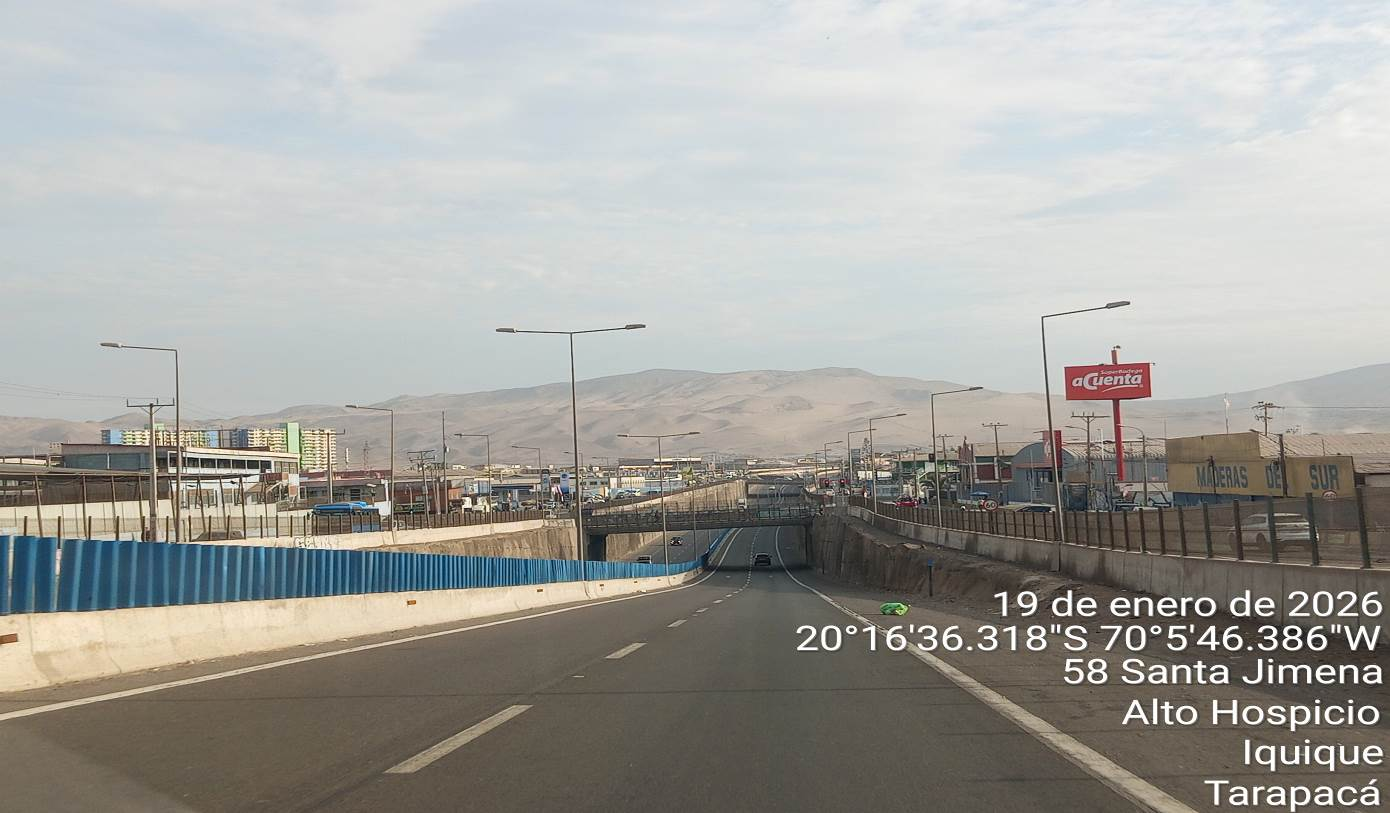 SuperBodega
aCuenta
MADERAS DEL SUR
19 de enero de 2026
20°16'36.318"S 70°5'46.386"W
58 Santa Jimena
Alto Hospicio
Iquique
Tarapacá